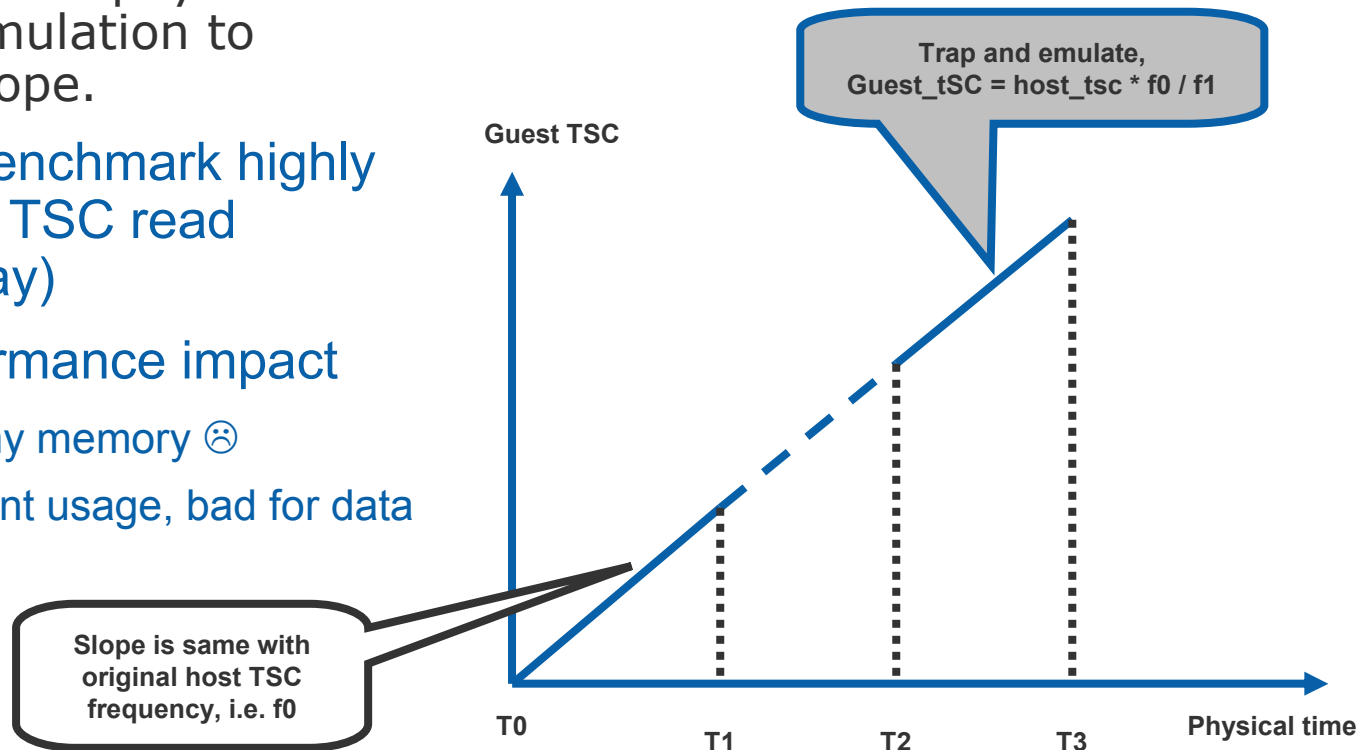 mulation to
ope.
enchmark highly
TSC read
ay)
rmance impact
ny memory ☹
nt usage, bad for data
Trap and emulate,
Guest_tSC = host_tsc * f0 / f1
Guest TSC
Slope is same with
original host TSC
frequency, i.e. f0
T0
T1
T2
T3
Physical time